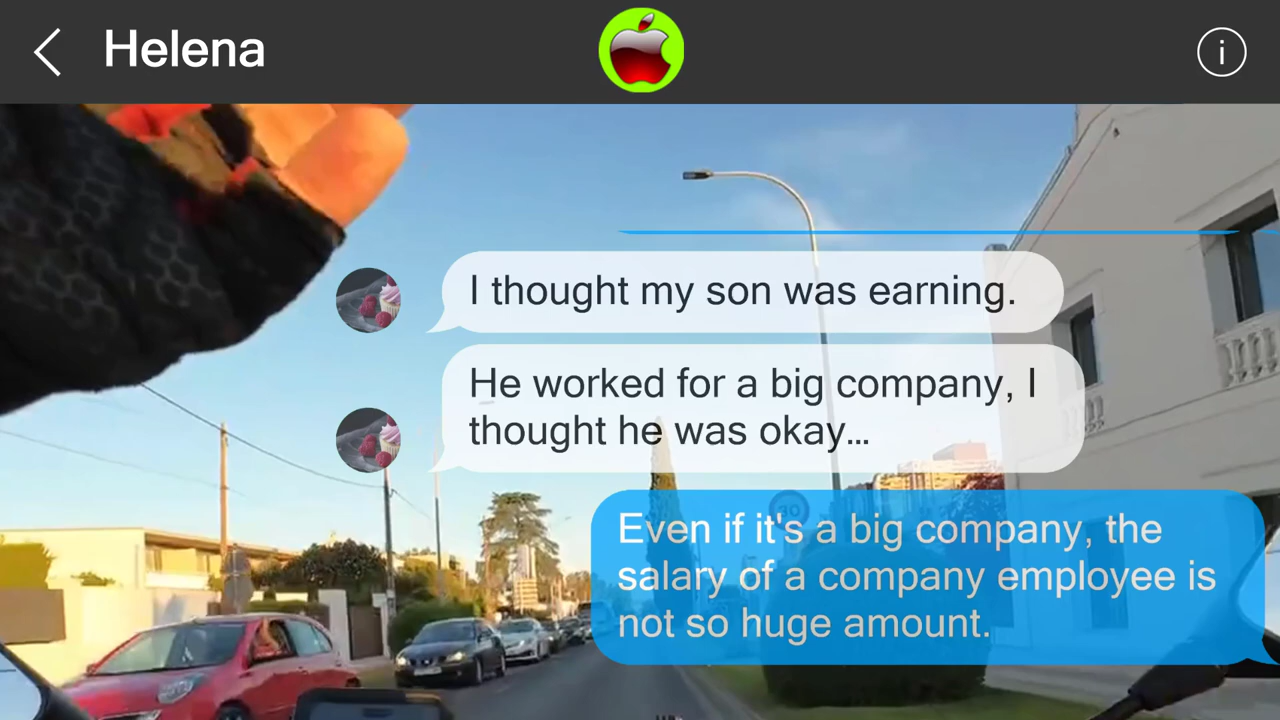 Helena
i
I thought my son was earning.
He worked for a big company, I
thought he was okay...
30
Even if it's a big company, the
salary of a company employee is
not so huge amount.